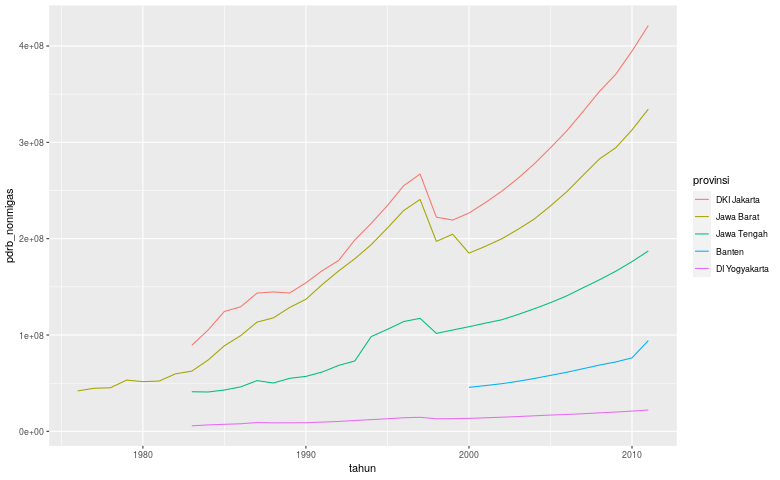 4e+08
3e+08
2e+08
1e+08
0e+00
pdrb_nonmigas
1980
1990
2000
2010
tahun
provinsi
DKI Jakarta
Jawa Barat
Jawa Tengah
Banten
DI Yogyakarta